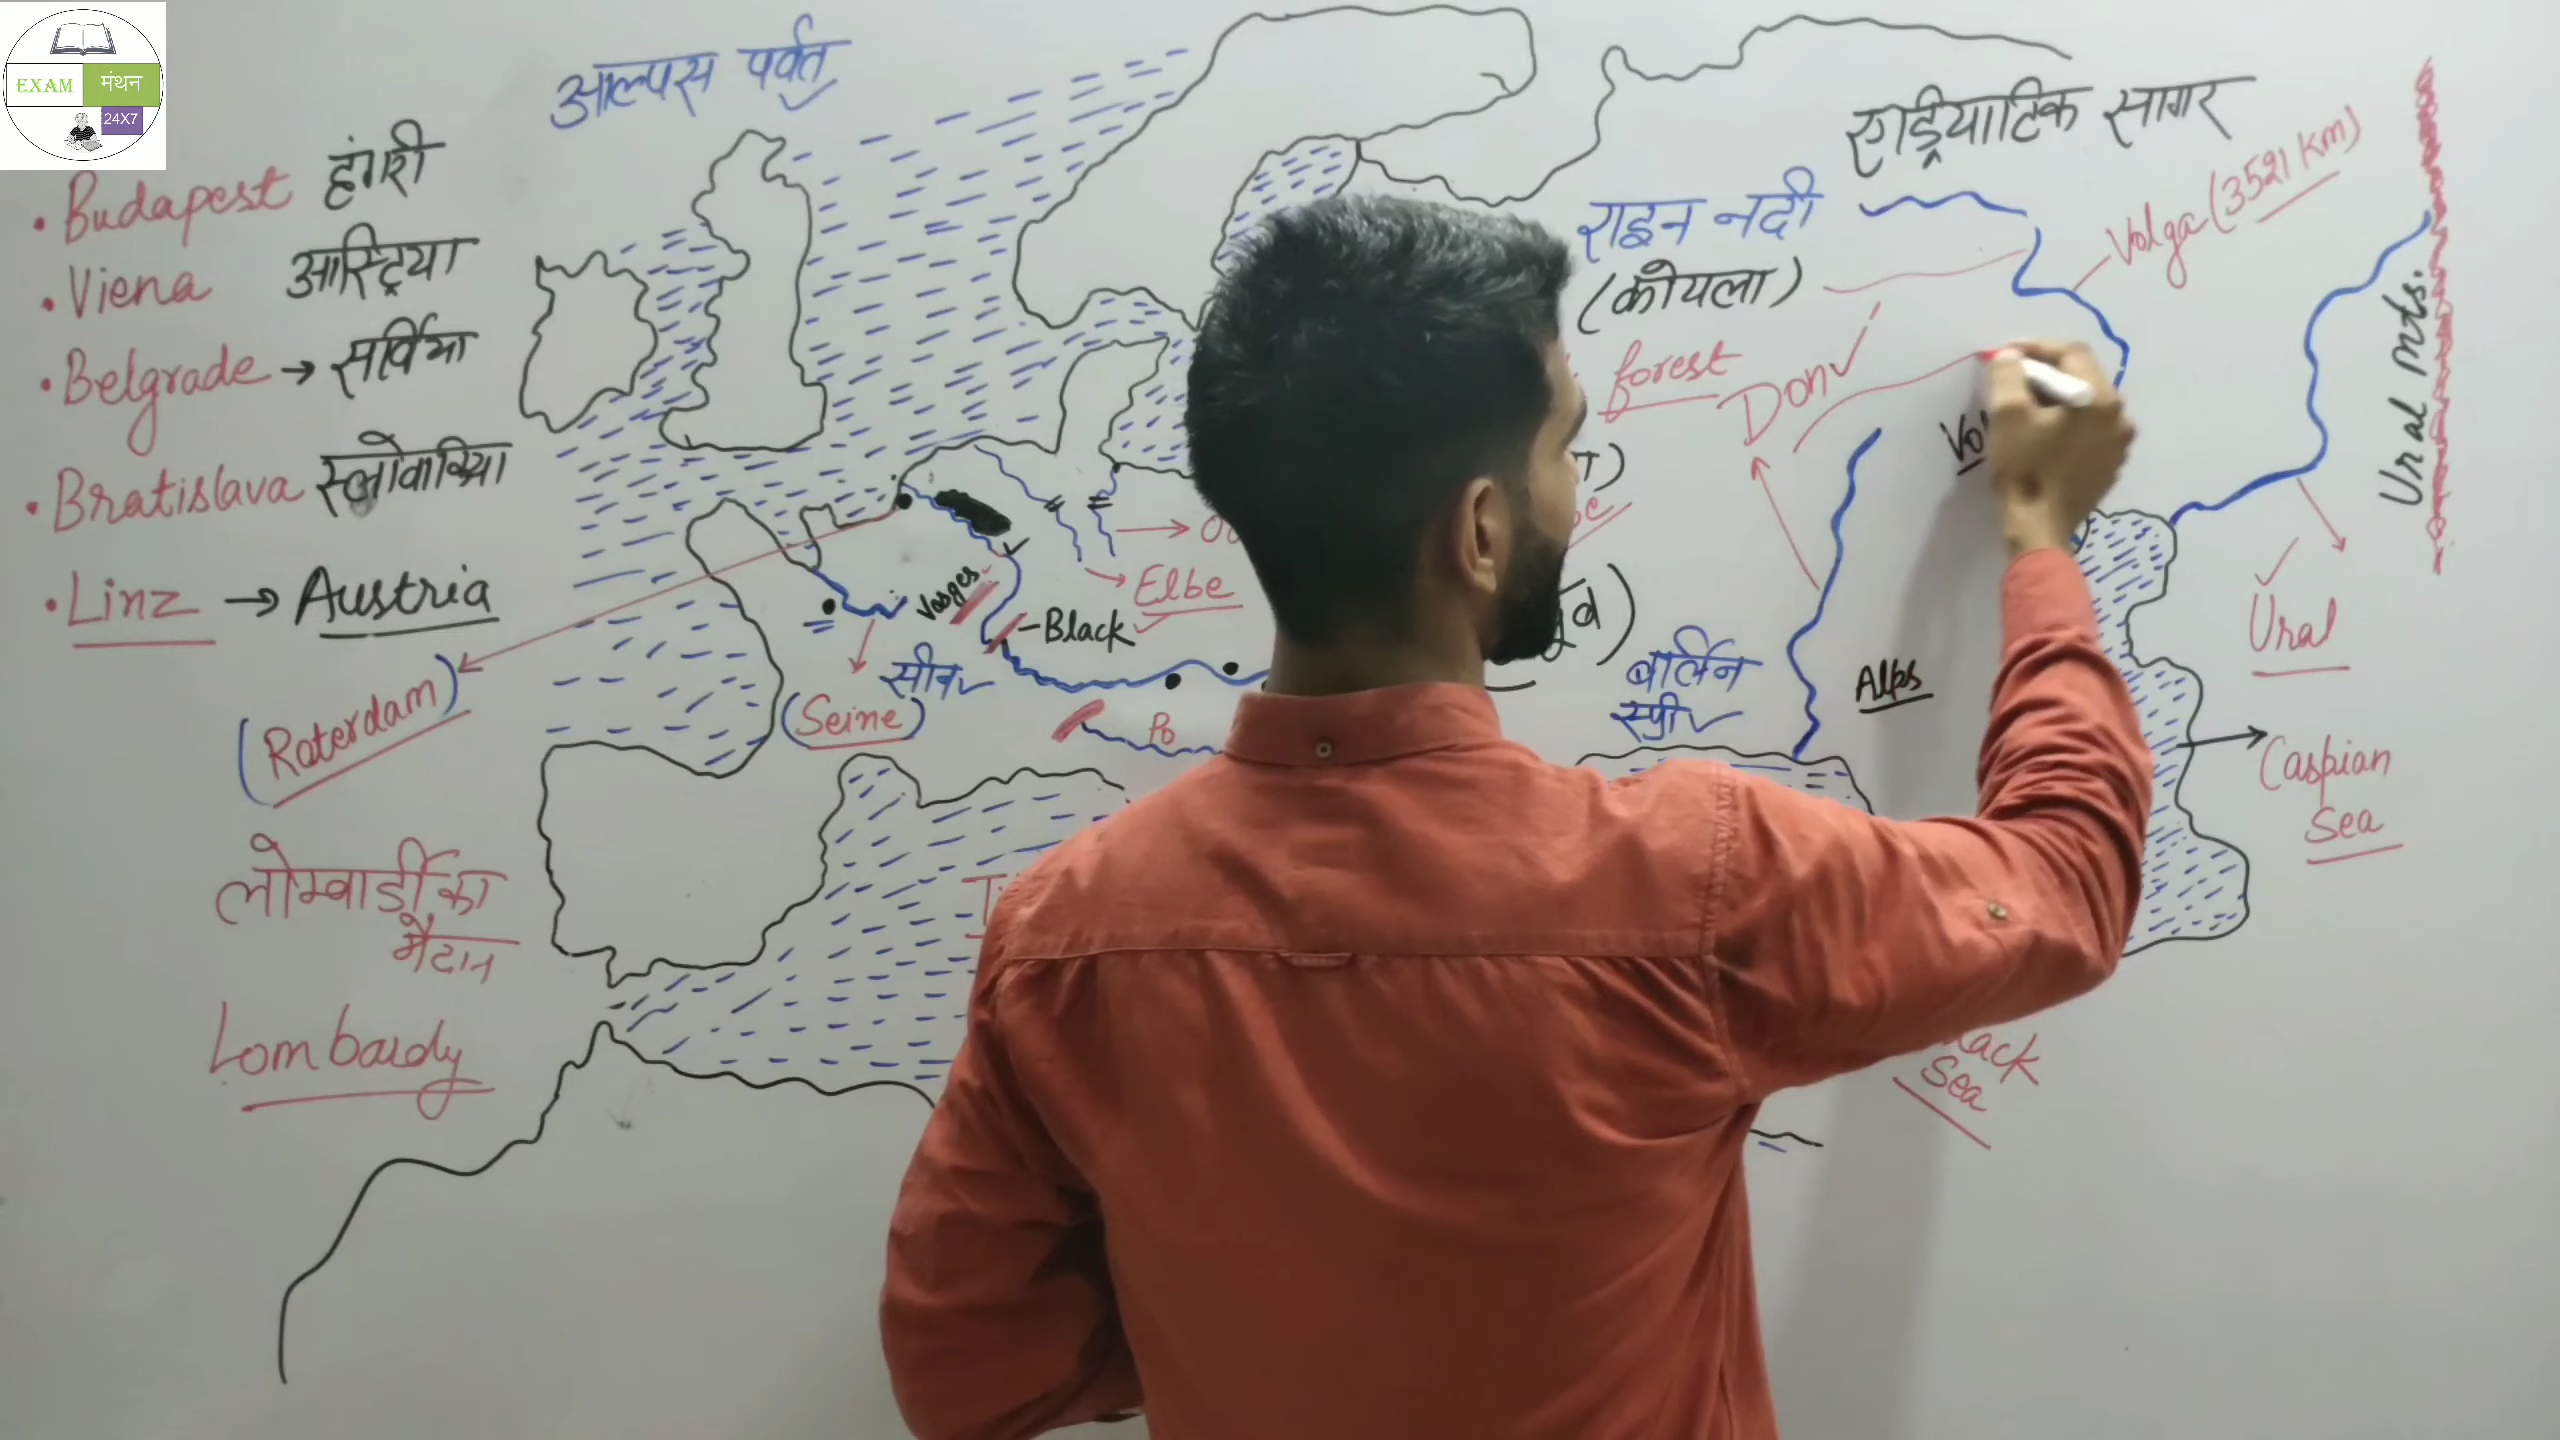 EXAM मंथन
24X7
आल्पस पर्वत
• Budapest हंगरी
• Viena आस्ट्रिया
• Belgrade → सर्विया
• Bratislava स्लोवाकिया
• Linz → Austria
(Roterdam)
लोम्बार्डी का
मैदान
Lombardy
Vosges
Black
सीन
(Seine)
Po
Elbe
एड्रियाटिक सागर
राइन नदी
(कोयला)
forest
Don
Volga (3521 Km)
Ural mts.
Ural
बर्लिन
स्प्री
Alps
Caspian
Sea
Sea